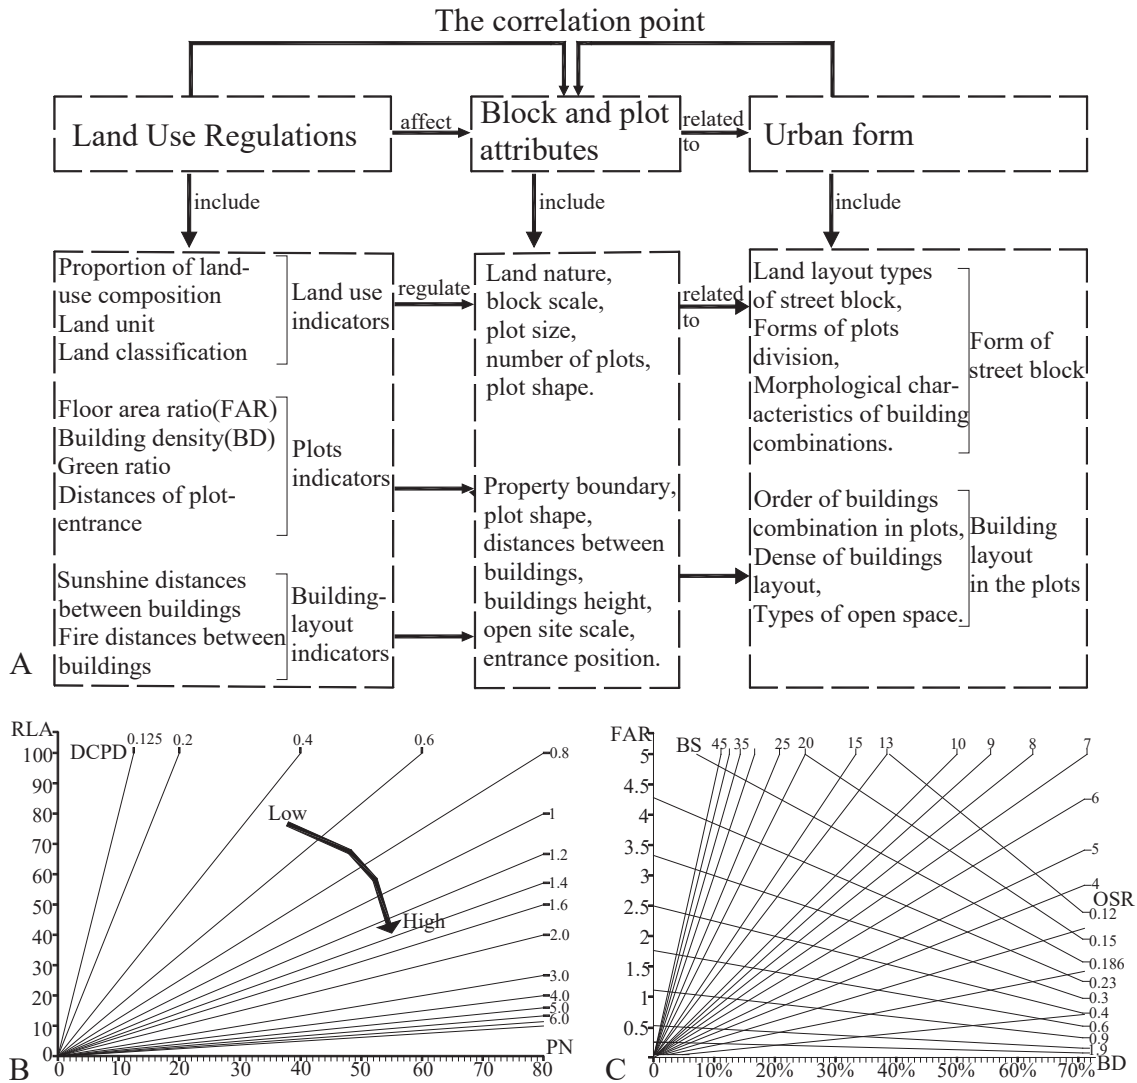 The correlation point
Land Use Regulations
affect
Block and plot
attributes
related
to
Urban form
include
include
include
Proportion of land-
use composition
Land unit
Land classification
Land use
indicators
regulate
Land nature,
block scale,
plot size,
number of plots,
plot shape.
related
to
Land layout types
of street block,
Forms of plots
division,
Morphological char-
acteristics of building
combinations.
Form of
street block
Floor area ratio(FAR)
Building density(BD)
Green ratio
Distances of plot-
entrance
Plots
indicators
Property boundary,
plot shape,
distances between
buildings,
buildings height,
open site scale,
entrance position.
Order of buildings
combination in plots,
Dense of buildings
layout,
Types of open space.
Building
layout
in the plots
Sunshine distances
between buildings
Fire distances between
buildings
Building-
layout
indicators
A
RLA
DCPD
0.125
0.2
0.4
0.6
0.8
1
1.2
1.4
1.6
2.0
3.0
4.0
5.0
6.0
100
90
80
70
60
50
40
30
20
10
0
Low
High
PN
0 10 20 30 40 50 60 70 80
B
FAR
BS
45 35 25 20 15 13 10 9 8 7
6
5
4
OSR
0.12
0.15
0.186
0.23
0.3
0.4
0.6
0.9
1.9
5
4.5
4
3.5
3
2.5
2
1.5
1
0.5
0
BD
0 10% 20% 30% 40% 50% 60% 70%
C